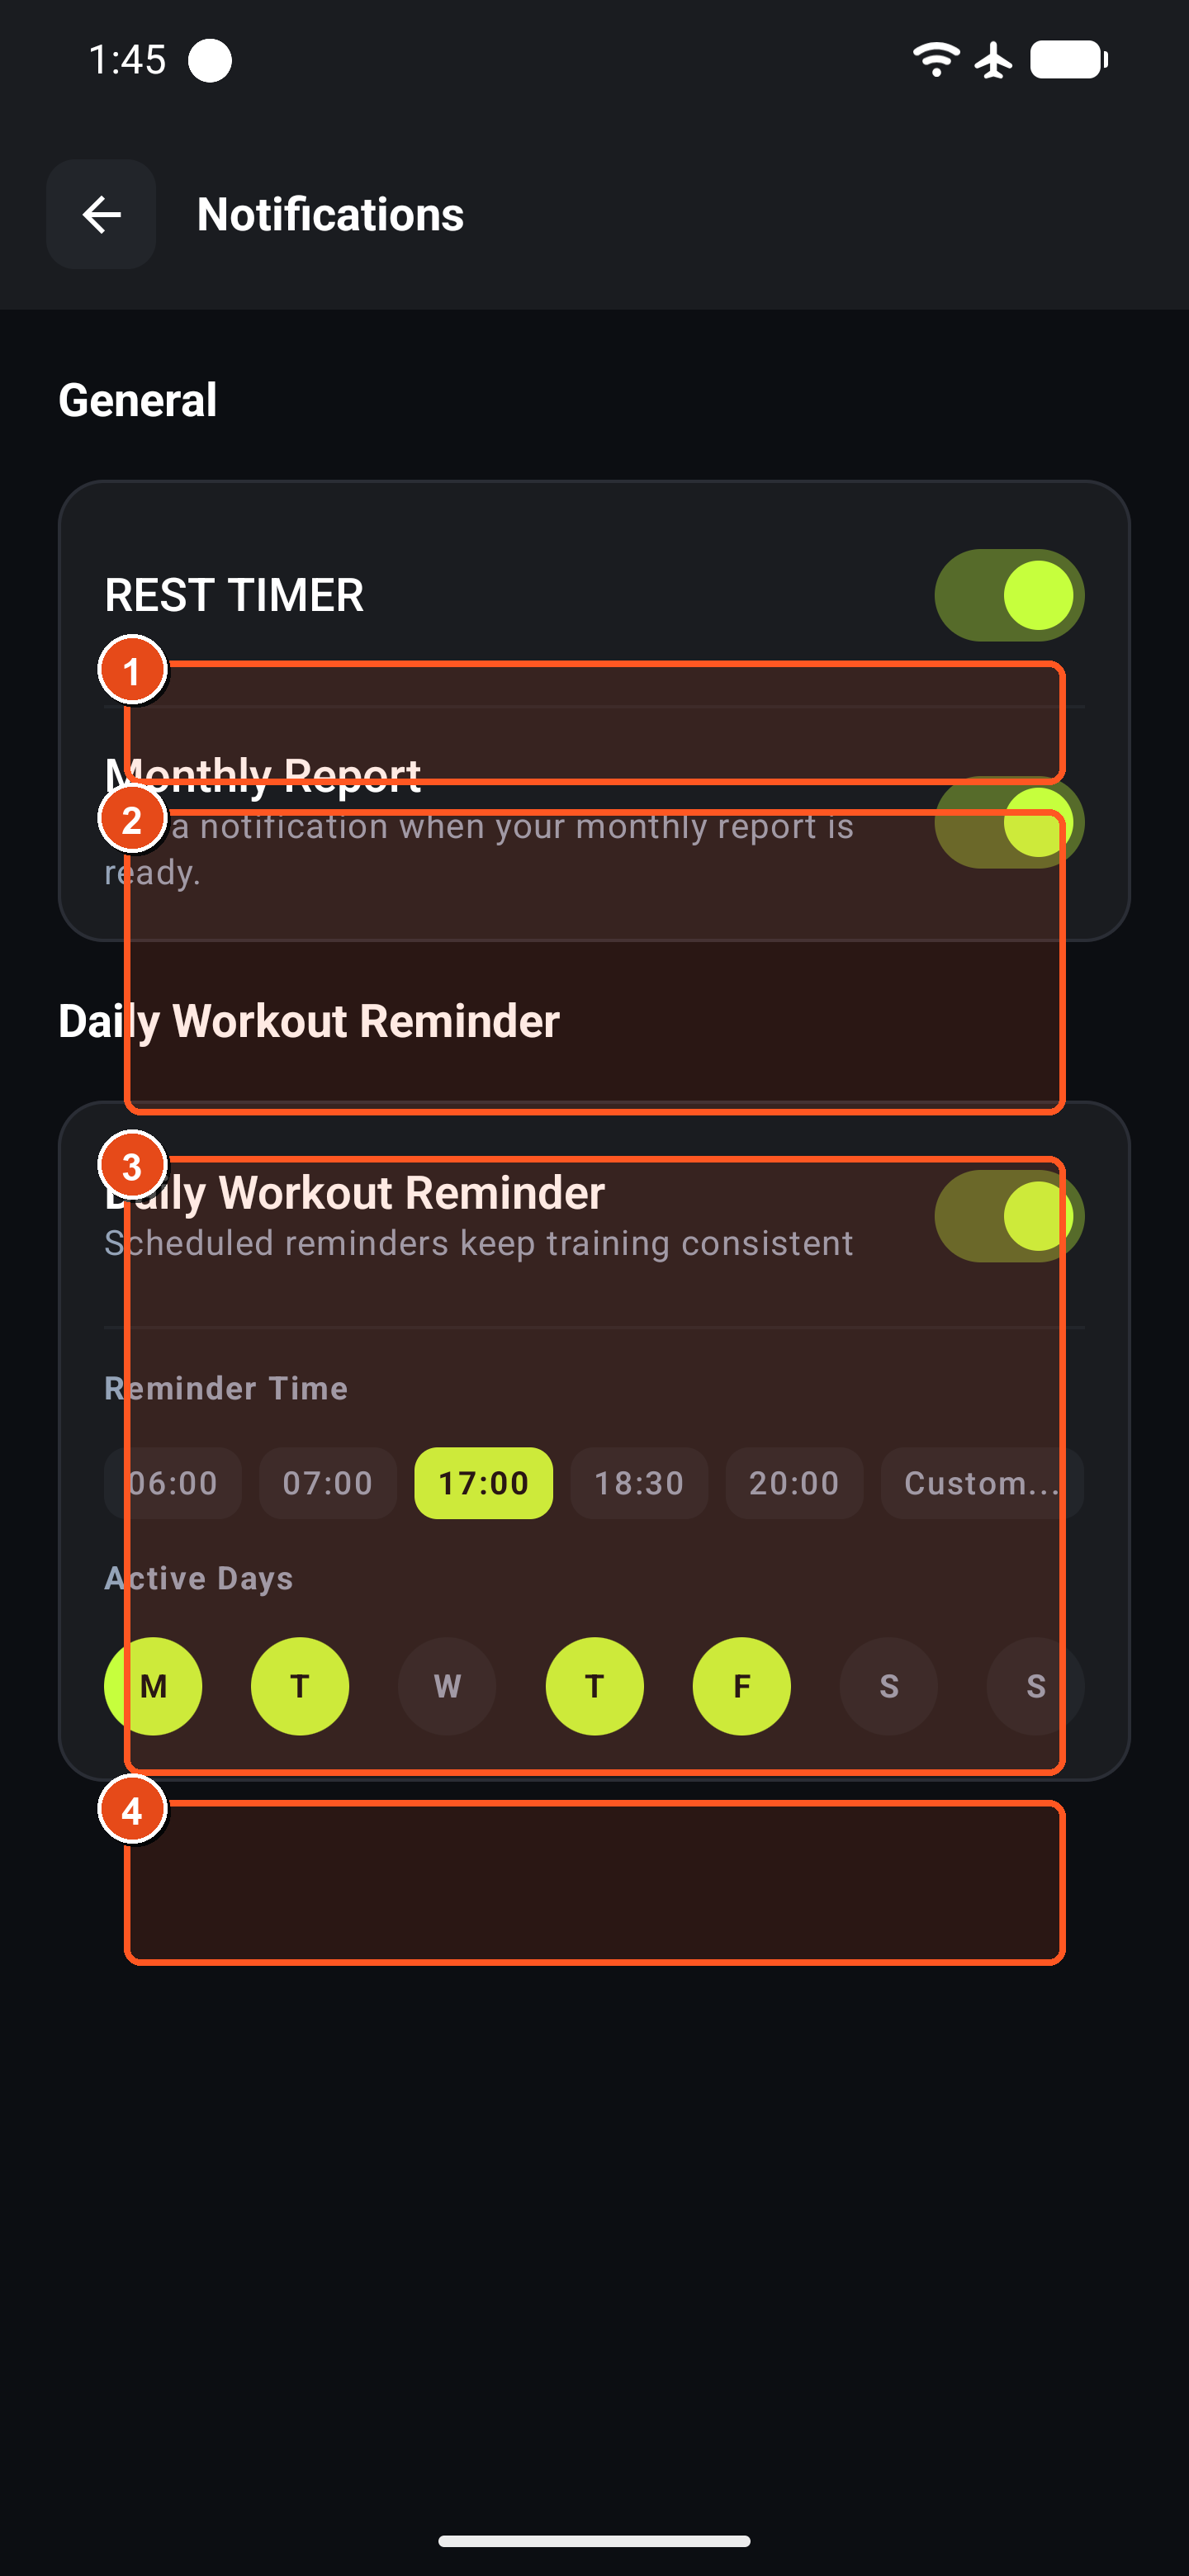 1:45
Notifications
General
REST TIMER
1
Monthly Report
2
a notification when your monthly report is
ready.
Daily Workout Reminder
3
Daily Workout Reminder
Scheduled reminders keep training consistent
Reminder Time
06:00 07:00 17:00 18:30 20:00 Custom...
Active Days
M T W T F S S
4